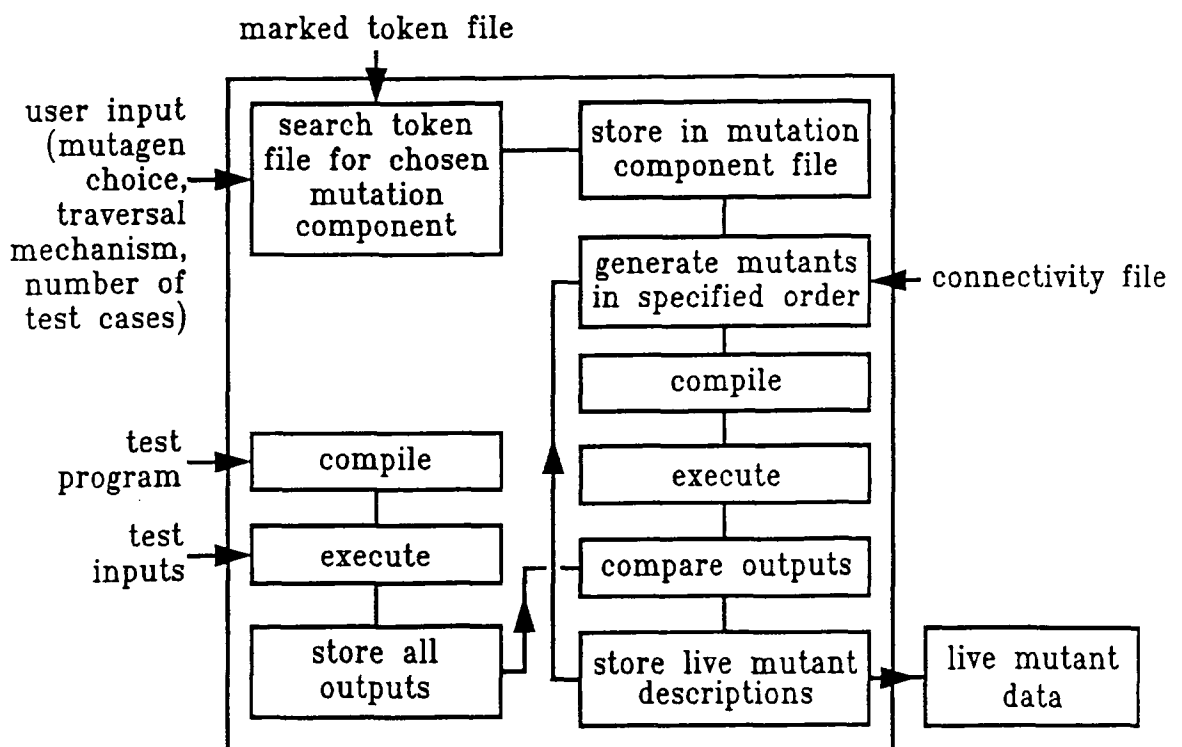 marked token file
user input
(mutagen
choice,
traversal
mechanism,
number of
test cases)
search token
file for chosen
mutation
component
store in mutation
component file
generate mutants
in specified order
connectivity file
compile
execute
test
program
compile
test
inputs
execute
compare outputs
store all
outputs
store live mutant
descriptions
live mutant
data